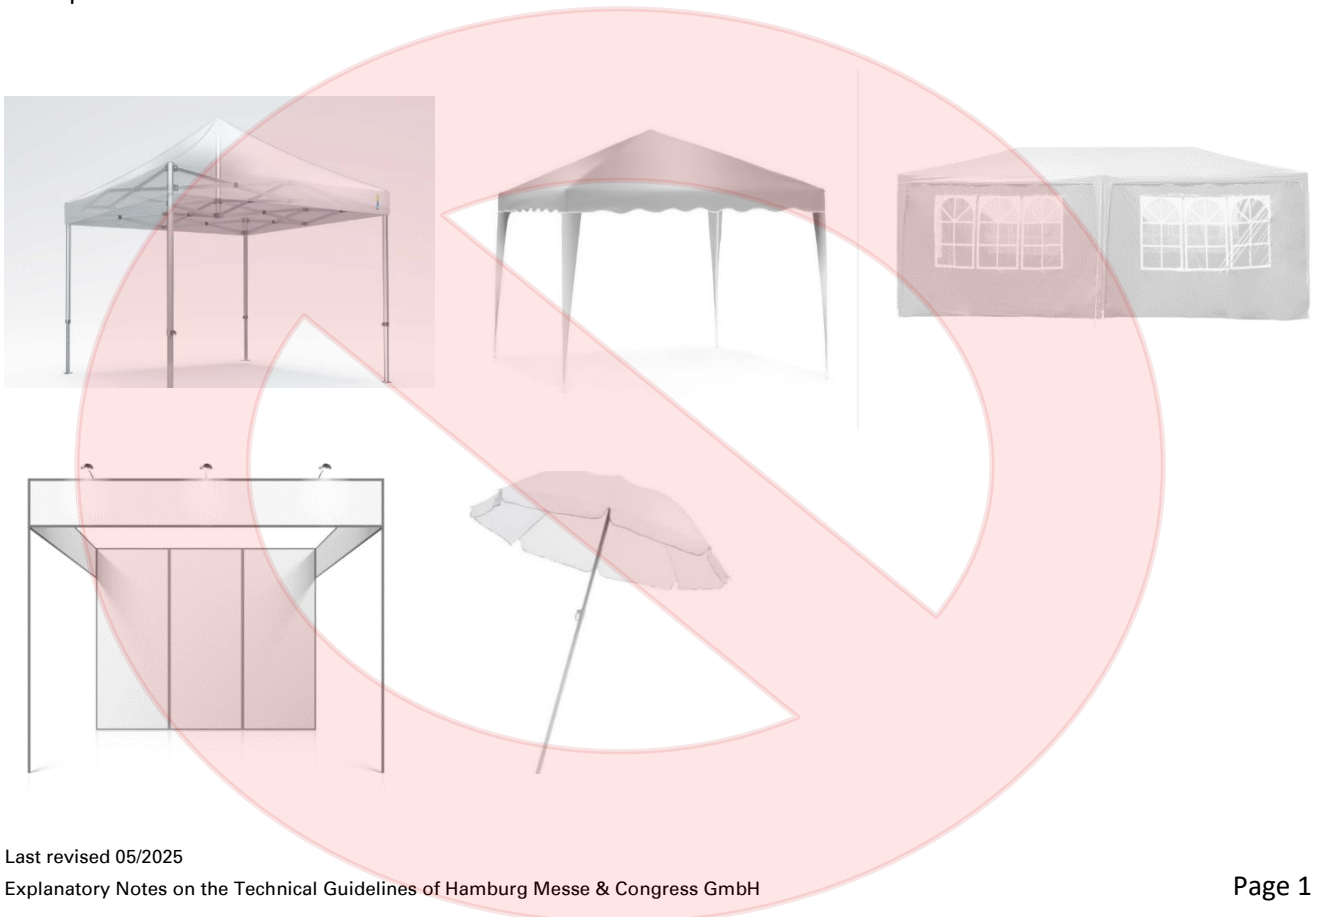 Last revised 05/2025
Explanatory Notes on the Technical Guidelines of Hamburg Messe & Congress GmbH
Page 1